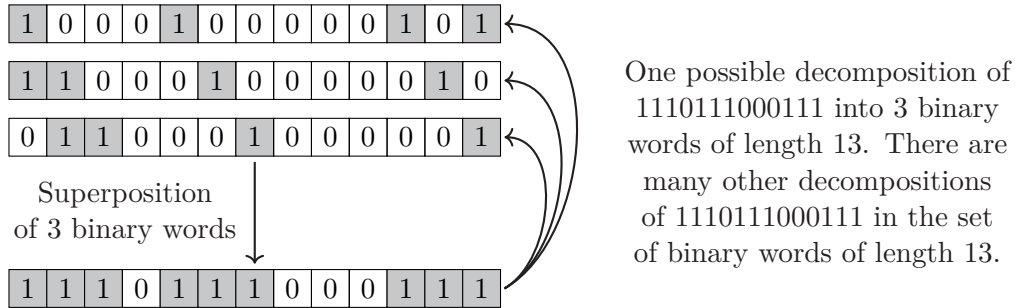 1 0 0 0 1 0 0 0 0 0 1 0 1
1 1 0 0 0 1 0 0 0 0 0 1 0
0 1 1 0 0 0 1 0 0 0 0 0 1
Superposition
of 3 binary words
1 1 1 0 1 1 1 0 0 0 1 1 1
One possible decomposition of
1110111000111 into 3 binary
words of length 13. There are
many other decompositions
of 1110111000111 in the set
of binary words of length 13.